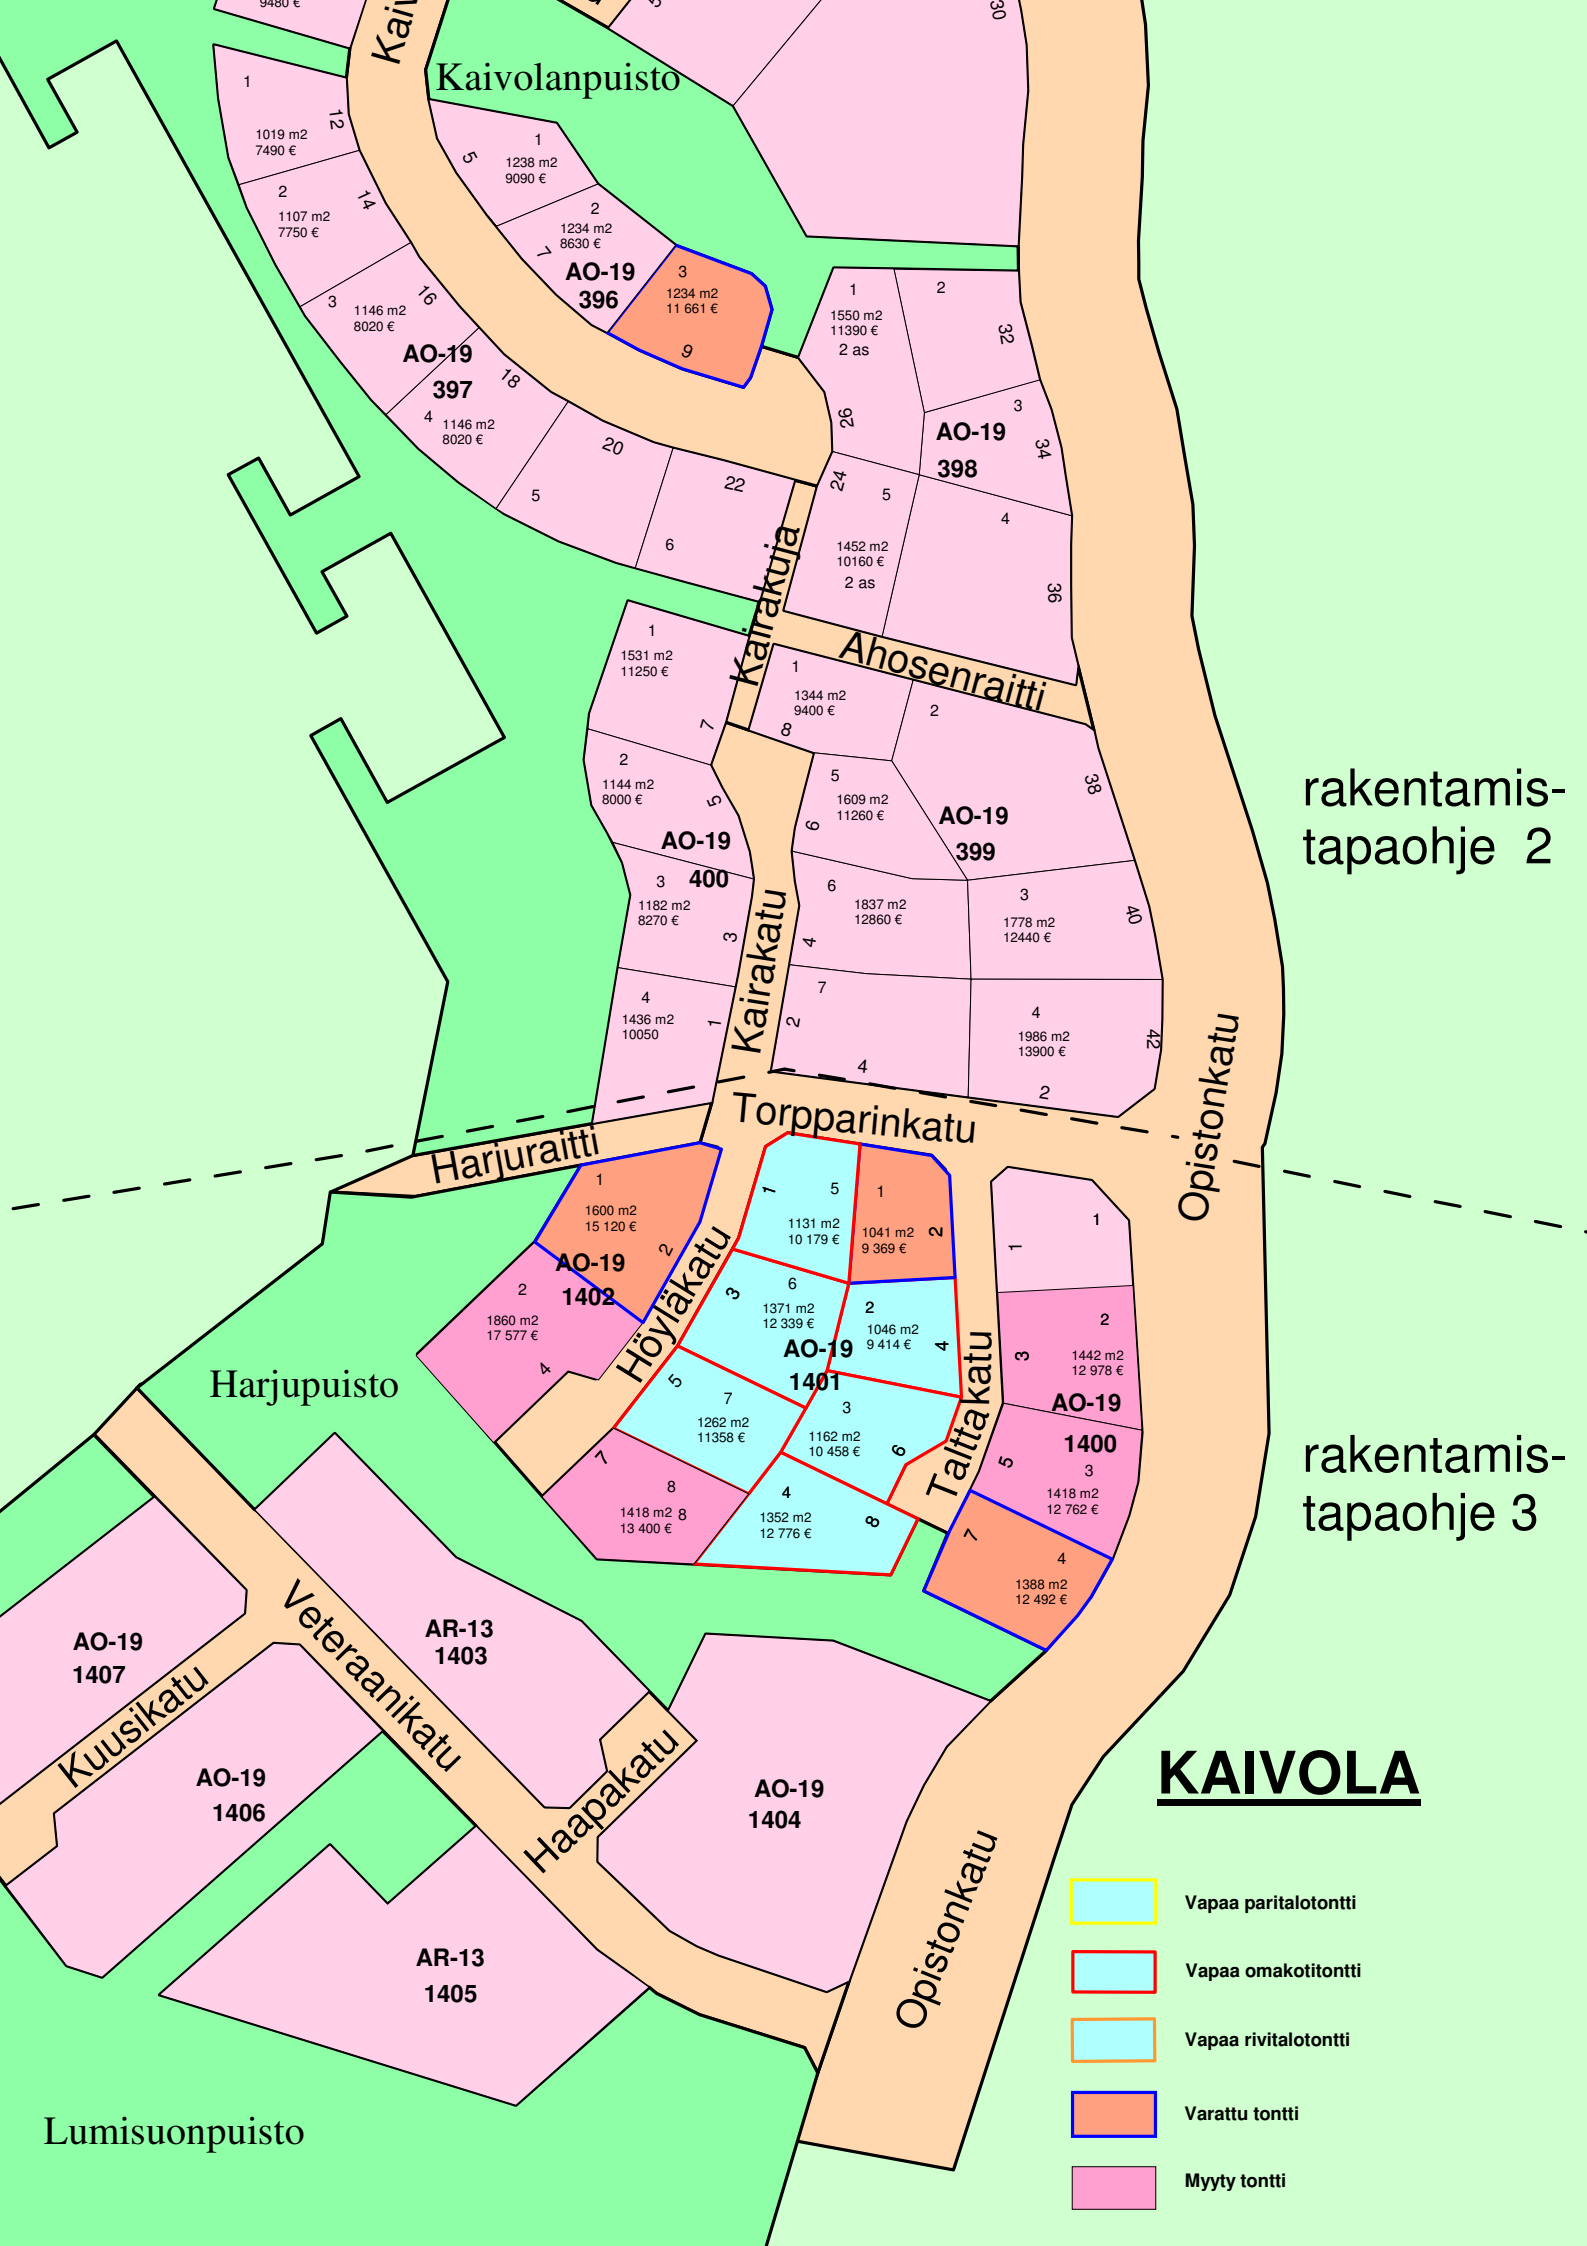 9480 €
30
Kaivolanpuisto
1
12
1019 m2
7490 €
2
14
1107 m2
7750 €
3
16
1146 m2
8020 €
AO-19
397
18
4
1146 m2
8020 €
20
5
22
6
1
5
1238 m2
9090 €
2
1234 m2
8630 €
7
AO-19
396
3
1234 m2
11 661 €
9
1
1550 m2
11390 €
2 as
26
2
32
3
34
AO-19
398
24
5
1452 m2
10160 €
2 as
4
36
Kairakuja
Ahosenraitti
1
1531 m2
11250 €
7
2
1144 m2
8000 €
5
AO-19
400
3
1182 m2
8270 €
3
4
1436 m2
10050
1
1
1344 m2
9400 €
8
2
38
5
1609 m2
11260 €
6
AO-19
399
6
1837 m2
12860 €
4
3
1778 m2
12440 €
40
7
2
4
4
1986 m2
13900 €
42
2
Kairakatu
Opistonkatu
rakentamis-
tapaohje 2
Torpparinkatu
Harjuraitti
1
1600 m2
15 120 €
2
AO-19
1402
2
1860 m2
17 577 €
4
Höyläkatu
1
5
1131 m2
10 179 €
1
1041 m2
9 369 €
2
3
6
1371 m2
12 339 €
2
1046 m2
9 414 €
4
AO-19
1401
5
7
1262 m2
11358 €
3
1162 m2
10 458 €
6
7
8
1418 m2
13 400 €
8
4
1352 m2
12 776 €
8
Talttakatu
1
1
2
3
1442 m2
12 978 €
AO-19
1400
5
3
1418 m2
12 762 €
7
4
1388 m2
12 492 €
rakentamis-
tapaohje 3
Harjupuisto
AO-19
1407
Kuusikatu
Veteraanikatu
AR-13
1403
AO-19
1406
Haapakatu
AO-19
1404
AR-13
1405
Opistonkatu
Lumisuonpuisto
KAIVOLA
Vapaa paritalotontti
Vapaa omakotitontti
Vapaa rivitalotontti
Varattu tontti
Myyty tontti